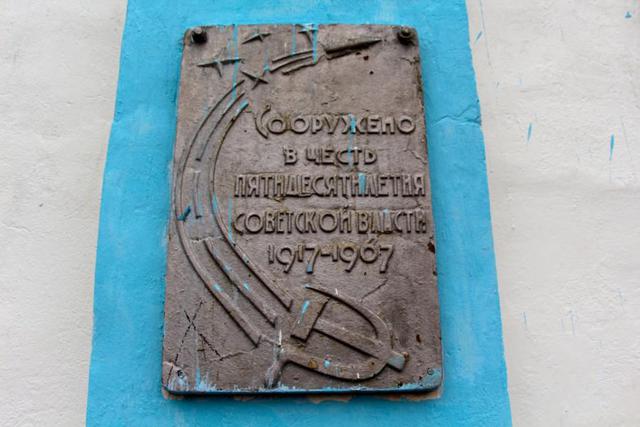 Сооружено
в честь
пятидесятилетия
советской власти
1917-1967